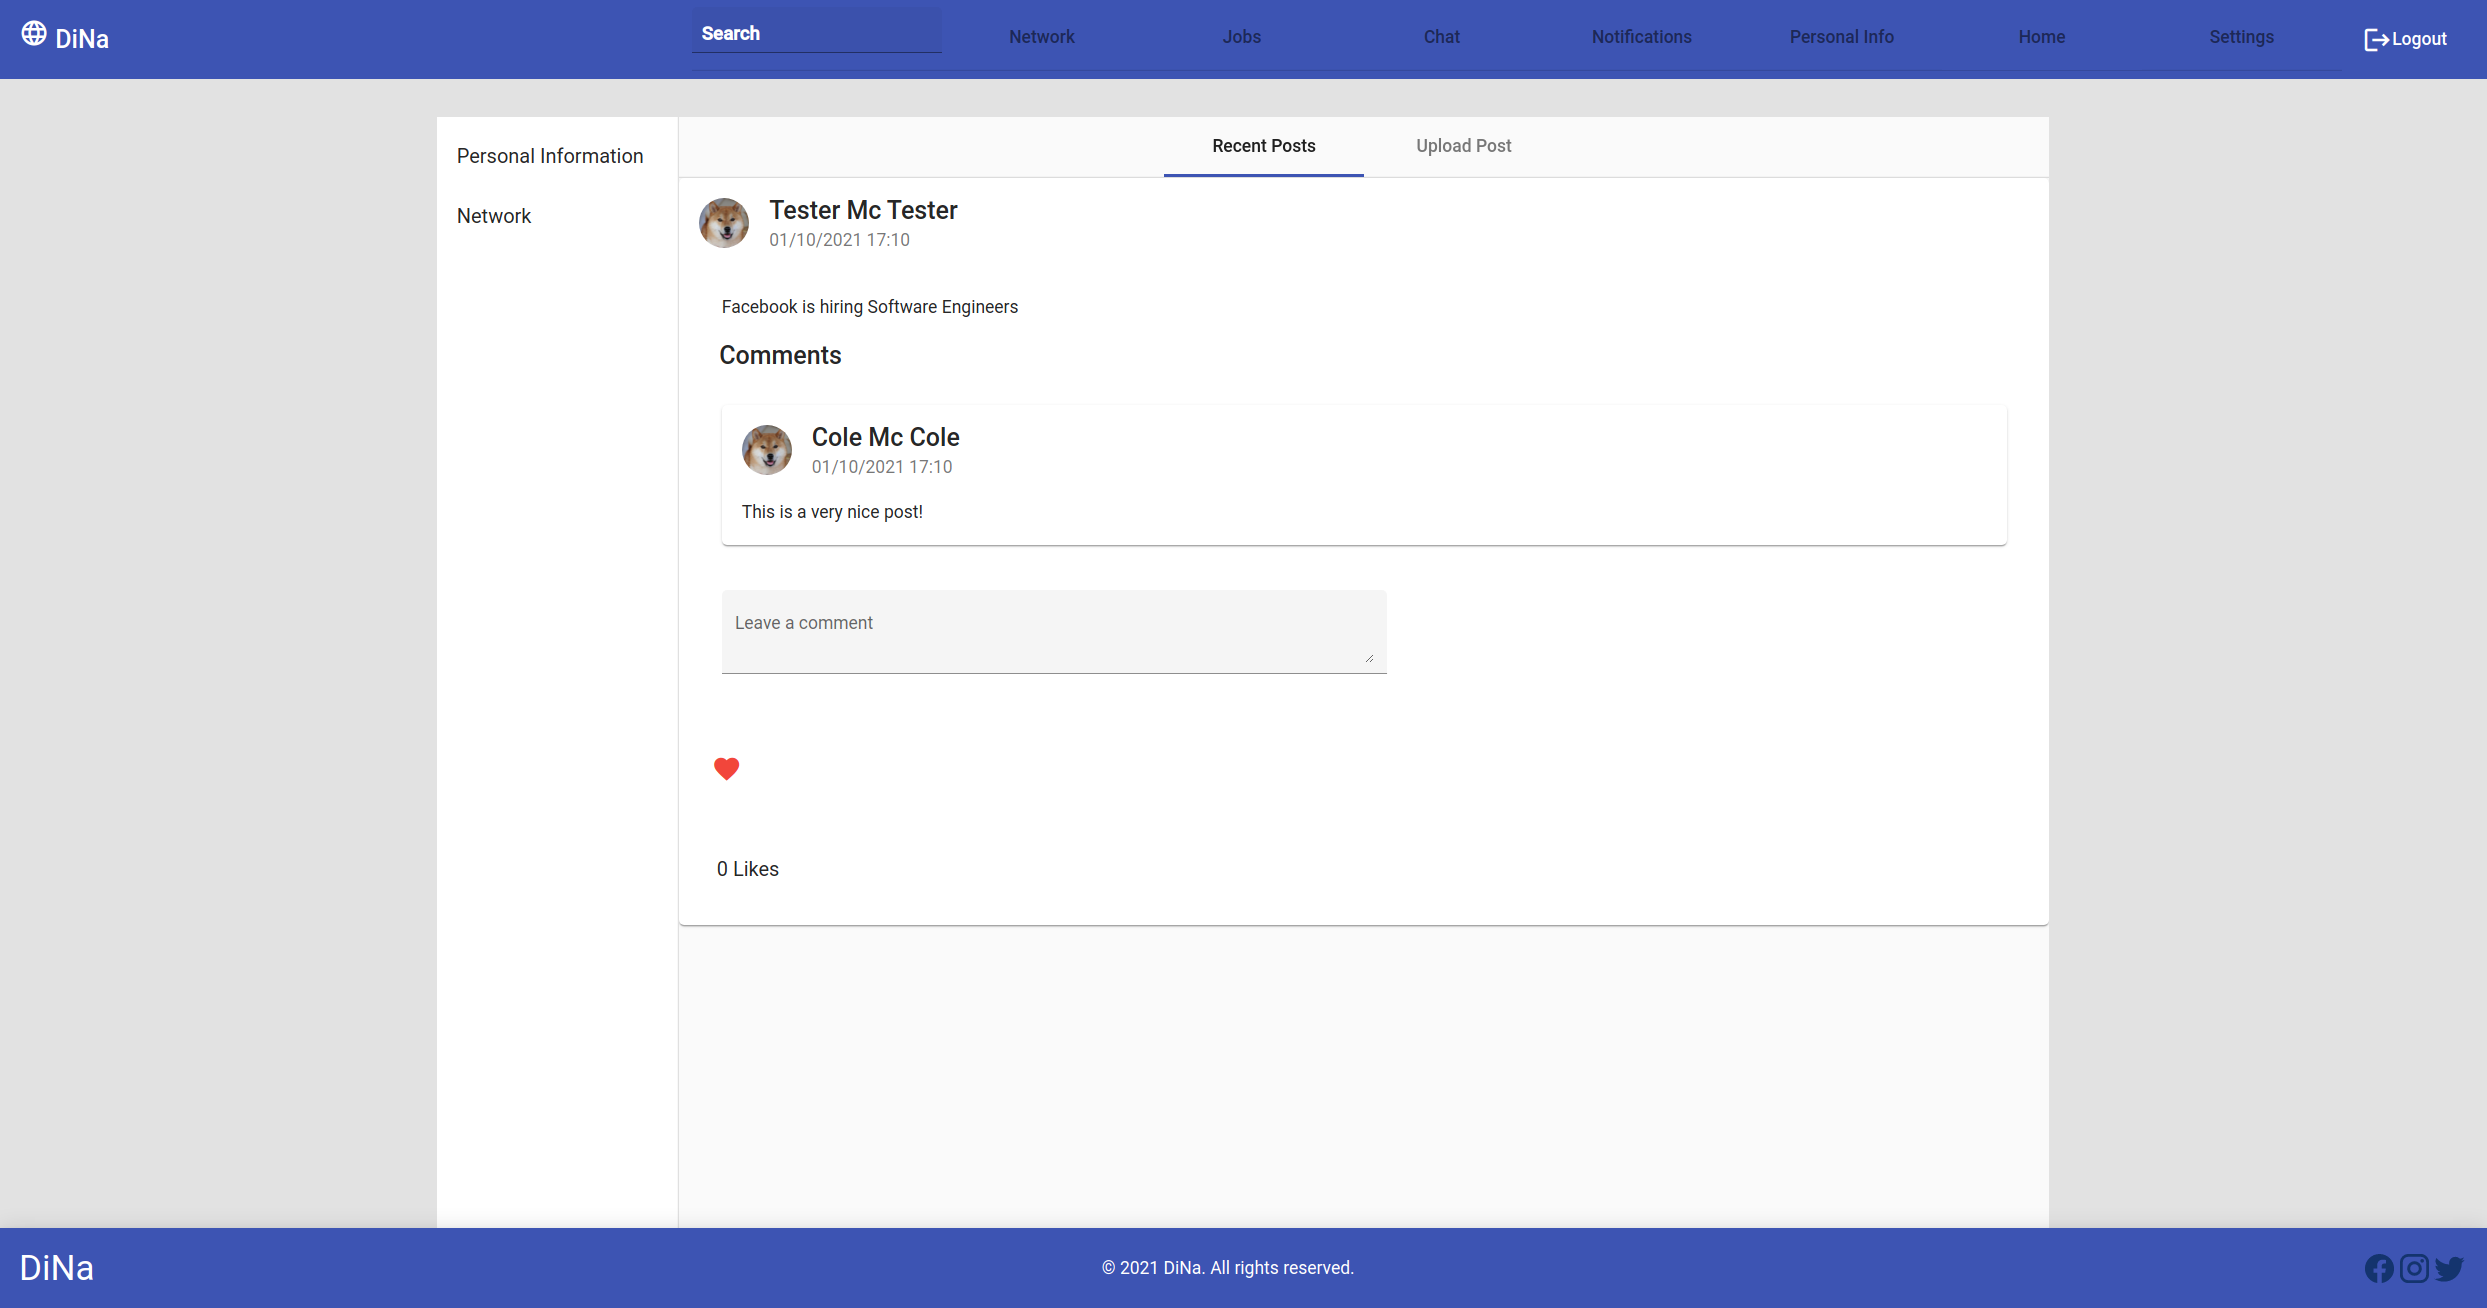 DiNa
Search
Network
Jobs
Chat
Notifications
Personal Info
Home
Settings
Logout
Personal Information
Network
Recent Posts
Upload Post
Tester Mc Tester
01/10/2021 17:10
Facebook is hiring Software Engineers
Comments
Cole Mc Cole
01/10/2021 17:10
This is a very nice post!
Leave a comment
0 Likes
DiNa
© 2021 DiNa. All rights reserved.